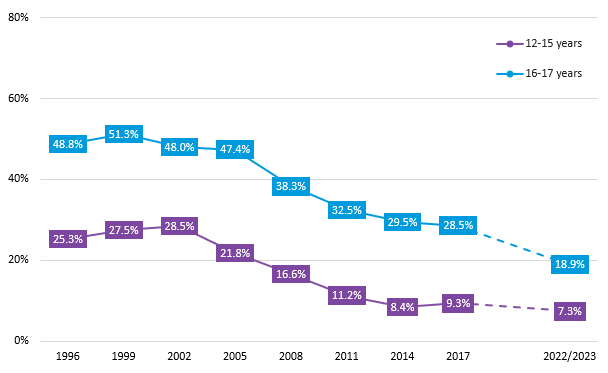 80%
12-15 years
16-17 years
60%
48.8% 51.3% 48.0% 47.4%
40%
38.3%
32.5% 29.5% 28.5%
25.3% 27.5% 28.5%
21.8%
20%
18.9%
16.6%
11.2% 8.4% 9.3% 7.3%
0%
1996 1999 2002 2005 2008 2011 2014 2017 2022/2023